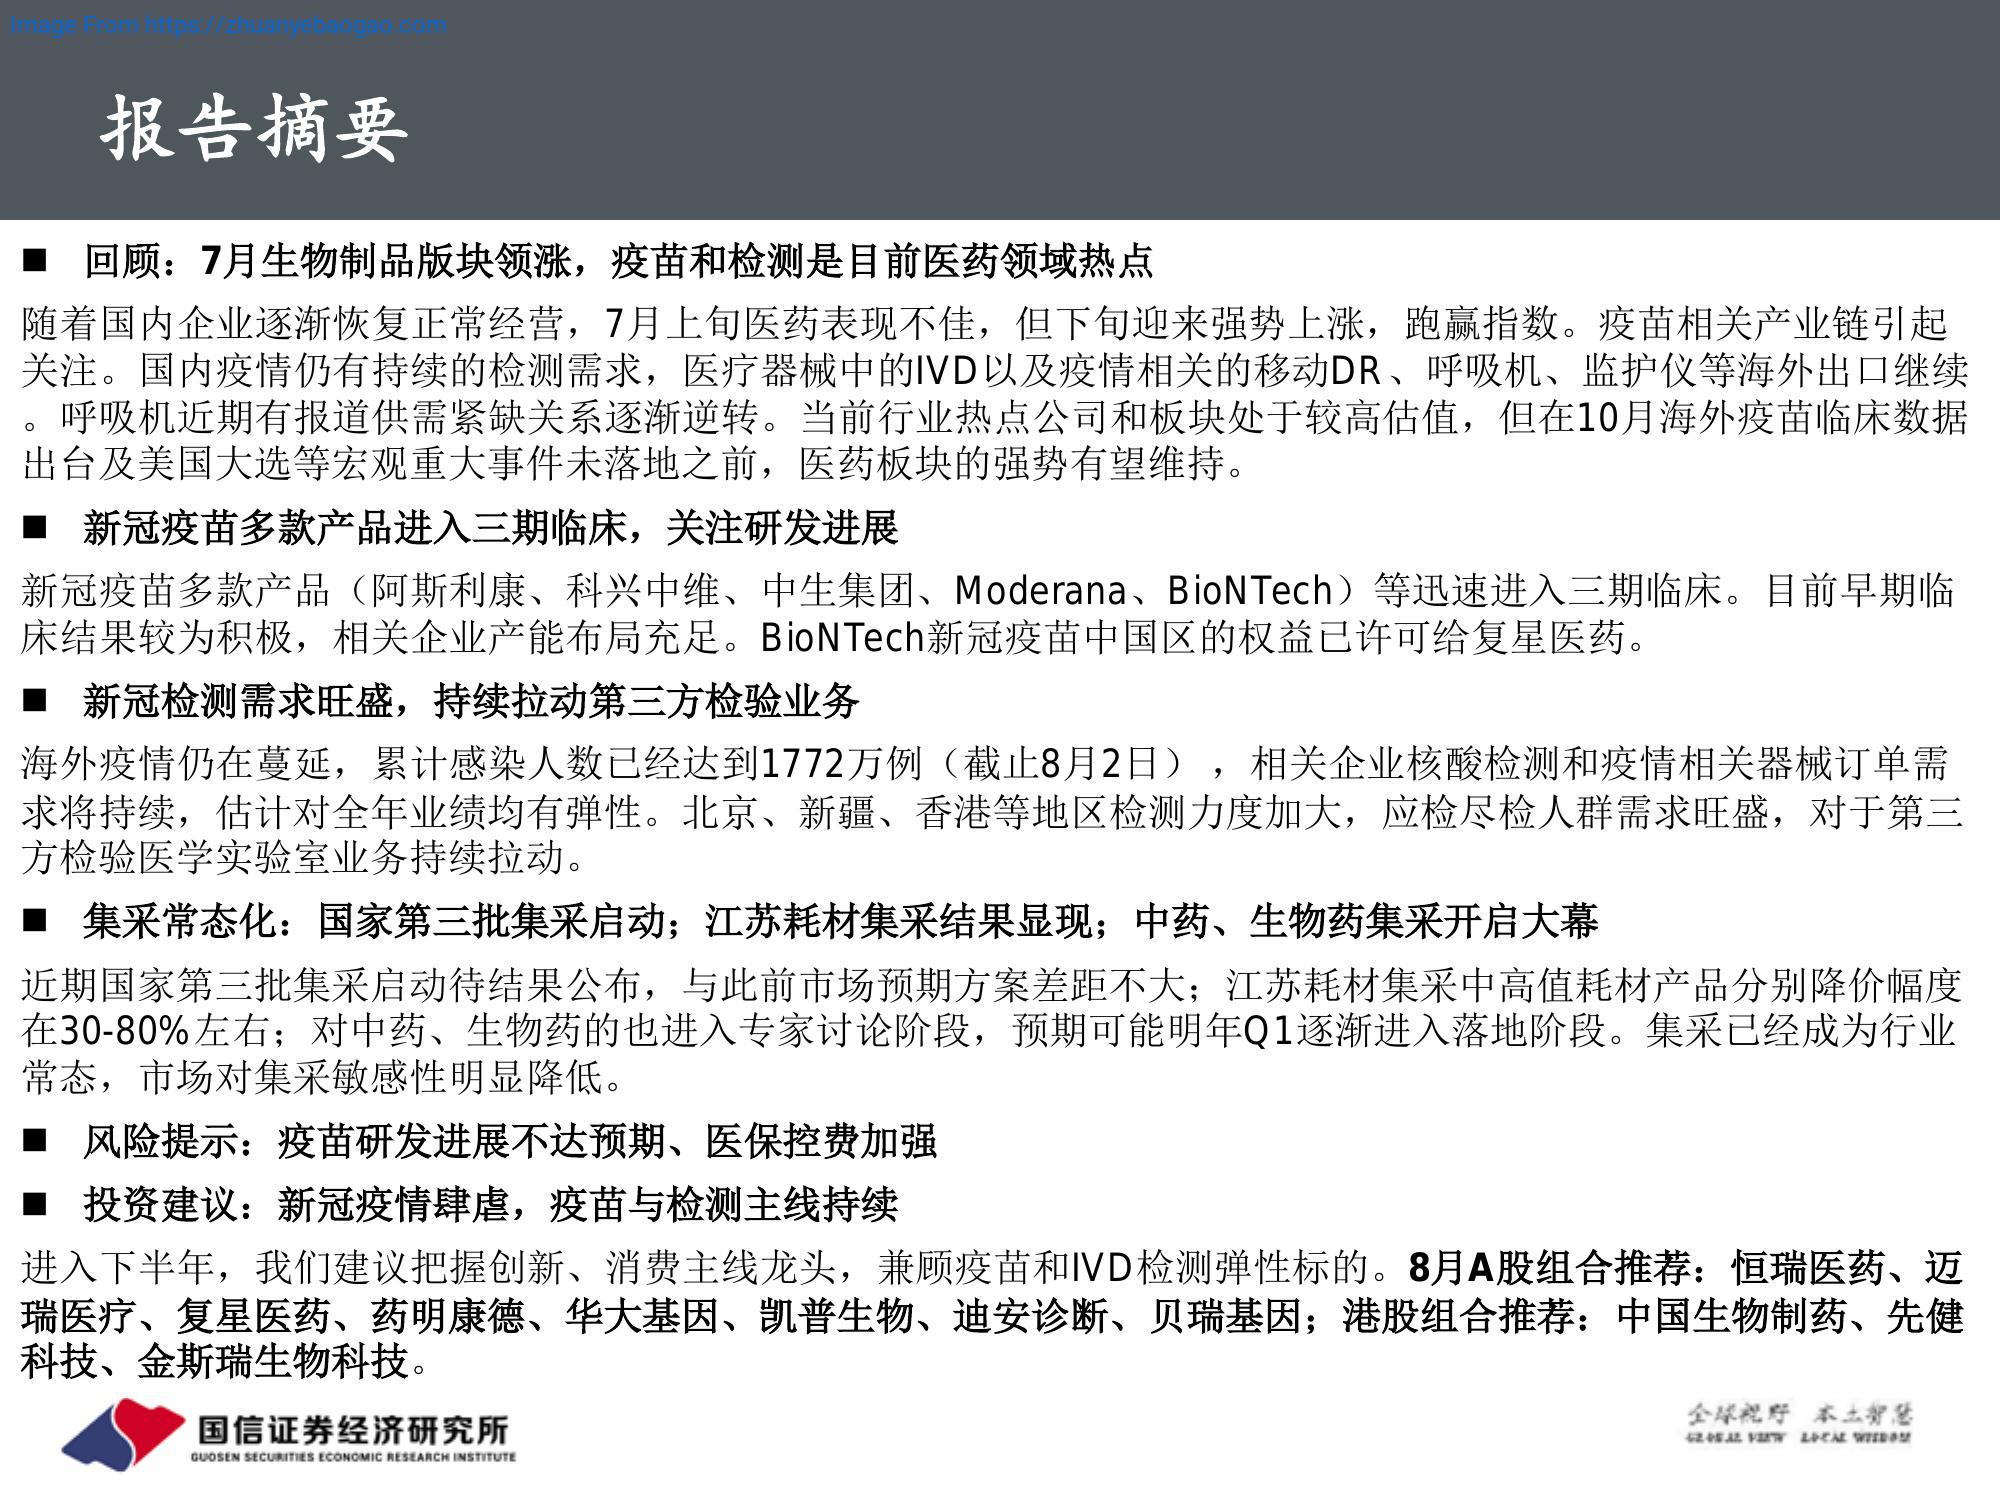 Image From https://zhuanyebaogao.com
报告摘要
■ 回顾：7月生物制品版块领涨，疫苗和检测是目前医药领域热点
随着国内企业逐渐恢复正常经营，7月上旬医药表现不佳，但下旬迎来强势上涨，跑赢指数。疫苗相关产业链引起
关注。国内疫情仍有持续的检测需求，医疗器械中的IVD以及疫情相关的移动DR、呼吸机、监护仪等海外出口继续
。呼吸机近期有报道供需紧缺关系逐渐逆转。当前行业热点公司和板块处于较高估值，但在10月海外疫苗临床数据
出台及美国大选等宏观重大事件未落地之前，医药板块的强势有望维持。
■ 新冠疫苗多款产品进入三期临床，关注研发进展
新冠疫苗多款产品（阿斯利康、科兴中维、中生集团、Moderana、BioNTech）等迅速进入三期临床。目前早期临
床结果较为积极，相关企业产能布局充足。BioNTech新冠疫苗中国区的权益已许可给复星医药。
■ 新冠检测需求旺盛，持续拉动第三方检验业务
海外疫情仍在蔓延，累计感染人数已经达到1772万例（截止8月2日），相关企业核酸检测和疫情相关器械订单需
求将持续，估计对全年业绩均有弹性。北京、新疆、香港等地区检测力度加大，应检尽检人群需求旺盛，对于第三
方检验医学实验室业务持续拉动。
■ 集采常态化：国家第三批集采启动；江苏耗材集采结果显现；中药、生物药集采开启大幕
近期国家第三批集采启动待结果公布，与此前市场预期方案差距不大；江苏耗材集采中高值耗材产品分别降价幅度
在30-80%左右；对中药、生物药的也进入专家讨论阶段，预期可能明年Q1逐渐进入落地阶段。集采已经成为行业
常态，市场对集采敏感性明显降低。
■ 风险提示：疫苗研发进展不达预期、医保控费加强
■ 投资建议：新冠疫情肆虐，疫苗与检测主线持续
进入下半年，我们建议把握创新、消费主线龙头，兼顾疫苗和IVD检测弹性标的。8月A股组合推荐：恒瑞医药、迈
瑞医疗、复星医药、药明康德、华大基因、凯普生物、迪安诊断、贝瑞基因；港股组合推荐：中国生物制药、先健
科技、金斯瑞生物科技。
国信证券经济研究所
GUOSEN SECURITIES ECONOMIC RESEARCH INSTITUTE
全球视野 本土智慧
GLOBAL VIEW LOCAL WISDOM